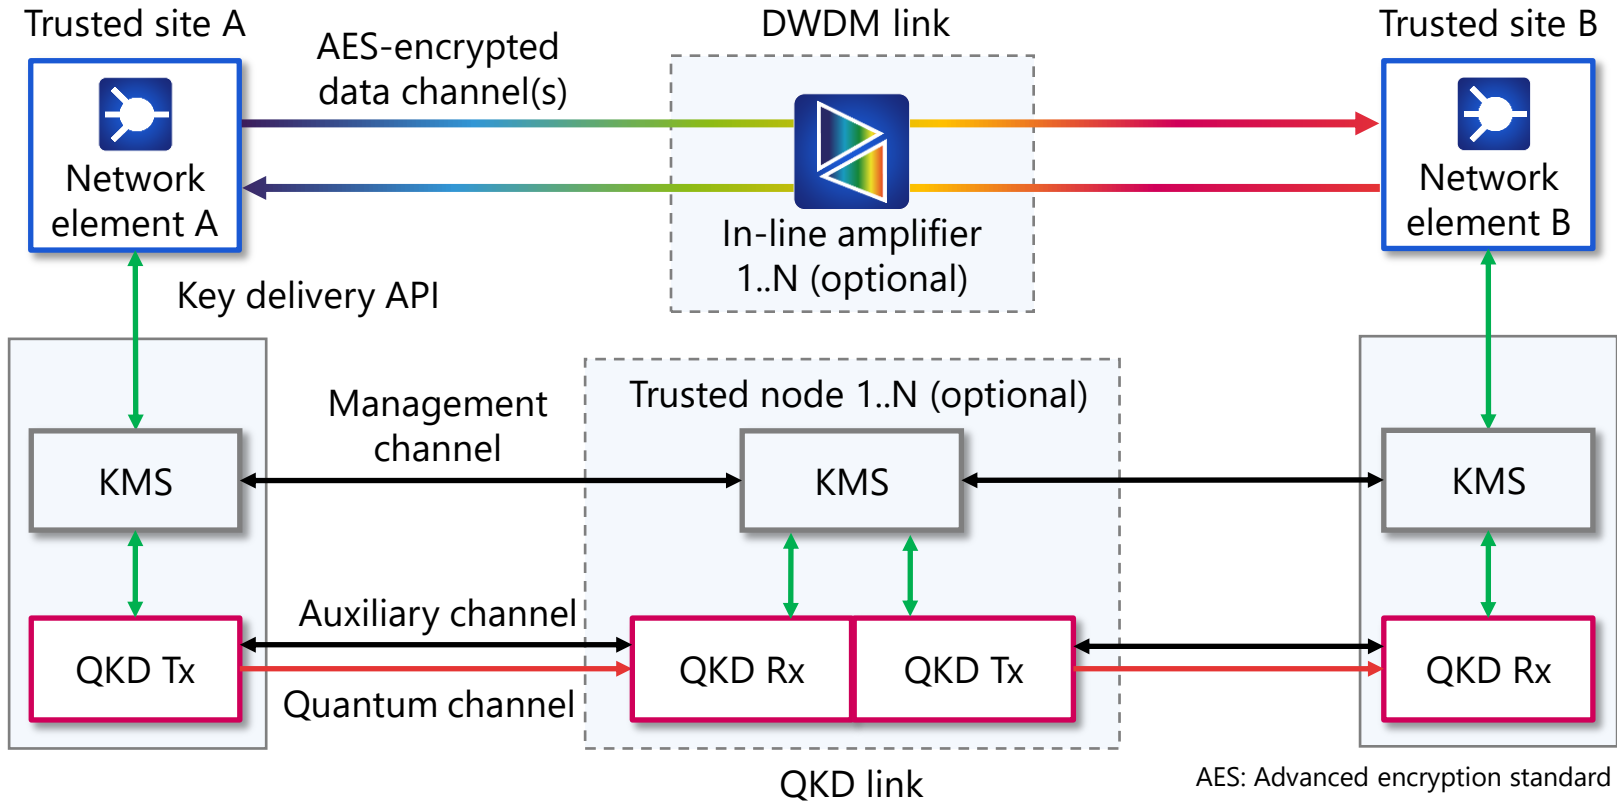 Trusted site A
DWDM link
Trusted site B
AES-encrypted
data channel(s)
Network
element A
In-line amplifier
1..N (optional)
Network
element B
Key delivery API
Trusted node 1..N (optional)
Management
channel
KMS
KMS
KMS
Auxiliary channel
QKD Tx
QKD Rx
QKD Tx
QKD Rx
Quantum channel
QKD link
AES: Advanced encryption standard